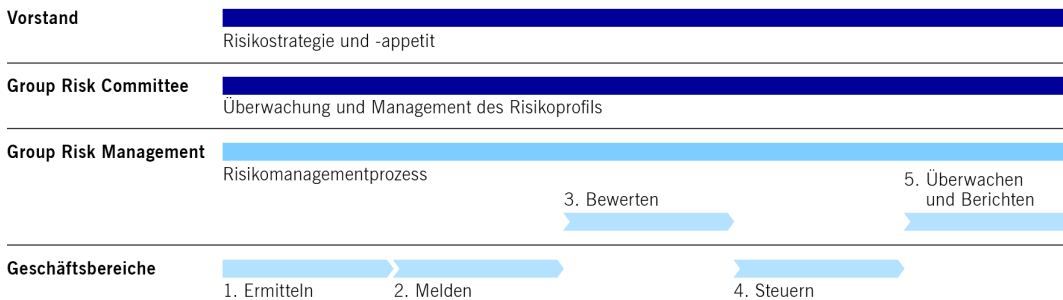 Vorstand
Risikostrategie und -appetit
Group Risk Committee
Überwachung und Management des Risikoprofils
Group Risk Management
Risikomanagementprozess
3. Bewerten
5. Überwachen
und Berichten
Geschäftsbereiche
1. Ermitteln
2. Melden
4. Steuern